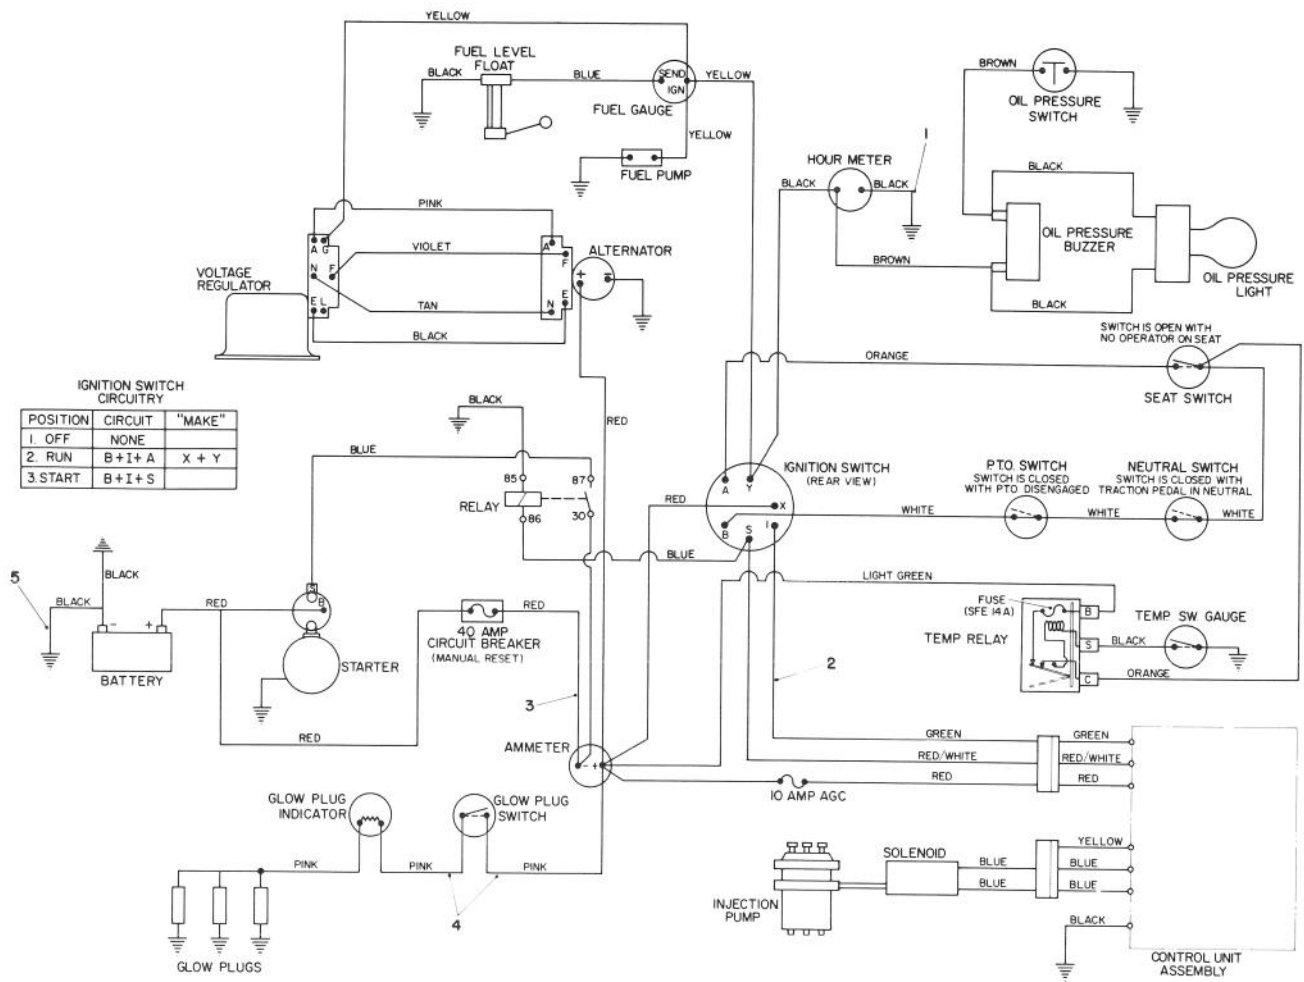 YELLOW
FUEL LEVEL
FLOAT
BLACK
BLUE
SEND
IGN
YELLOW
FUEL GAUGE
YELLOW
FUEL PUMP
BROWN
OIL PRESSURE
SWITCH
1
HOUR METER
BLACK
BLACK
BLACK
BROWN
OIL PRESSURE
BUZZER
OIL PRESSURE
LIGHT
BLACK
PINK
A G
VIOLET
A
F
ALTERNATOR
N F
VOLTAGE
REGULATOR
+ -
E L
TAN
N
E
BLACK
SWITCH IS OPEN WITH
NO OPERATOR ON SEAT
ORANGE
SEAT SWITCH
IGNITION SWITCH
CIRCUITRY
POSITION CIRCUIT "MAKE"
1. OFF NONE
2. RUN B+I+A X + Y
3. START B+I+S
BLACK
RED
BLUE
85
87
RELAY
86
30
RED
A Y
X
B S I
IGNITION SWITCH
(REAR VIEW)
BLUE
P.T.O. SWITCH
SWITCH IS CLOSED
WITH P.T.O. DISENGAGED
NEUTRAL SWITCH
SWITCH IS CLOSED WITH
TRACTION PEDAL IN NEUTRAL
WHITE
WHITE
WHITE
5
BLACK
BLACK
- +
BATTERY
RED
S
B
STARTER
40 AMP
CIRCUIT BREAKER
(MANUAL RESET)
RED
RED
3
AMMETER
- +
LIGHT GREEN
FUSE
(SFE 14A)
TEMP RELAY
B
S
C
BLACK
TEMP SW GAUGE
ORANGE
2
GREEN
GREEN
RED/WHITE
RED/WHITE
RED
RED
10 AMP AGC
GLOW PLUG
INDICATOR
GLOW PLUG
SWITCH
PINK
PINK
PINK
4
GLOW PLUGS
INJECTION
PUMP
SOLENOID
BLUE
BLUE
YELLOW
BLUE
BLUE
BLACK
CONTROL UNIT
ASSEMBLY